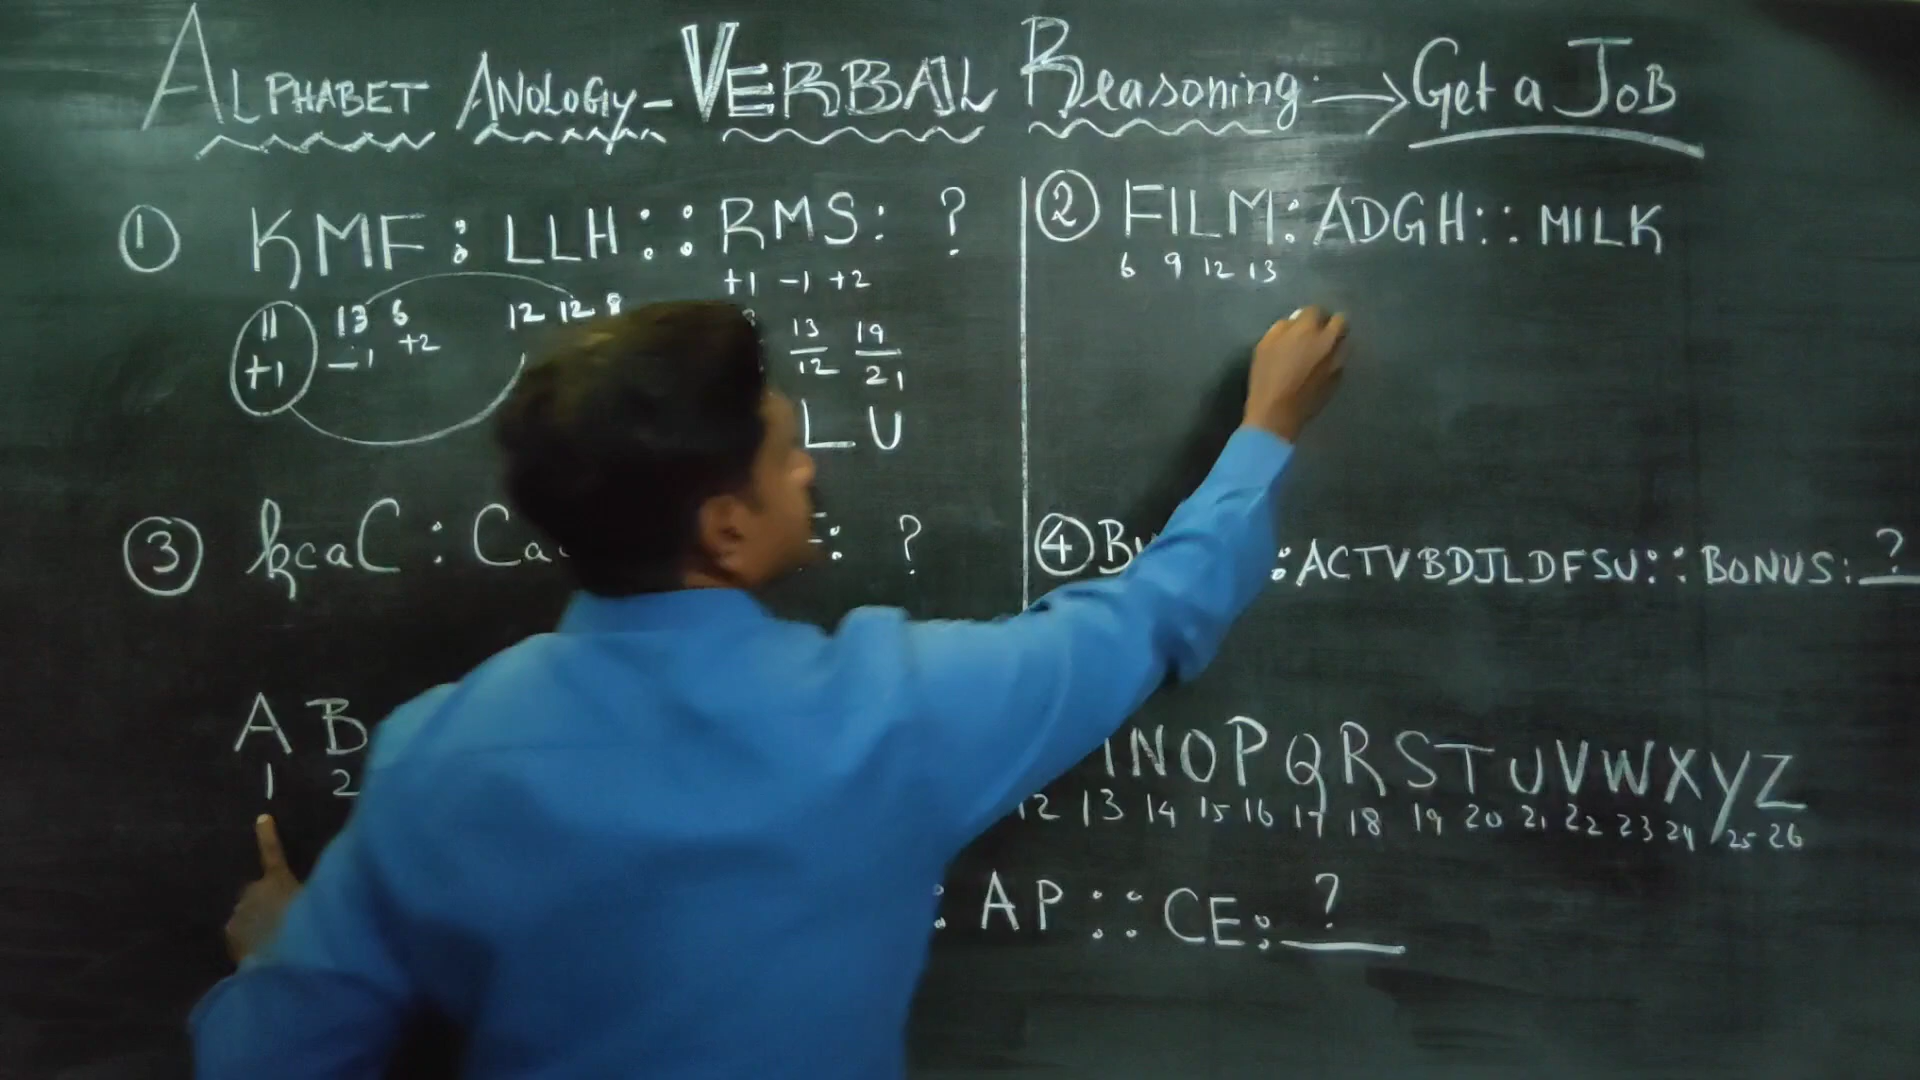 ALPHABET ANOLOGY - VERBAL Reasoning → Get a JOB
① KMF : LLH :: RMS : ?
+1 -1 +2
11 13 6 12 12 8 13 19
+1 -1 +2 12 21
L U
② FILM : ADGH :: MILK
6 9 12 13
③ kcaC : ?
④ : ACTVBDJLDFSU :: BONUS : ?
A B N O P Q R S T U V W X Y Z
1 2 12 13 14 15 16 17 18 19 20 21 22 23 24 25 26
: AP :: CE : ?